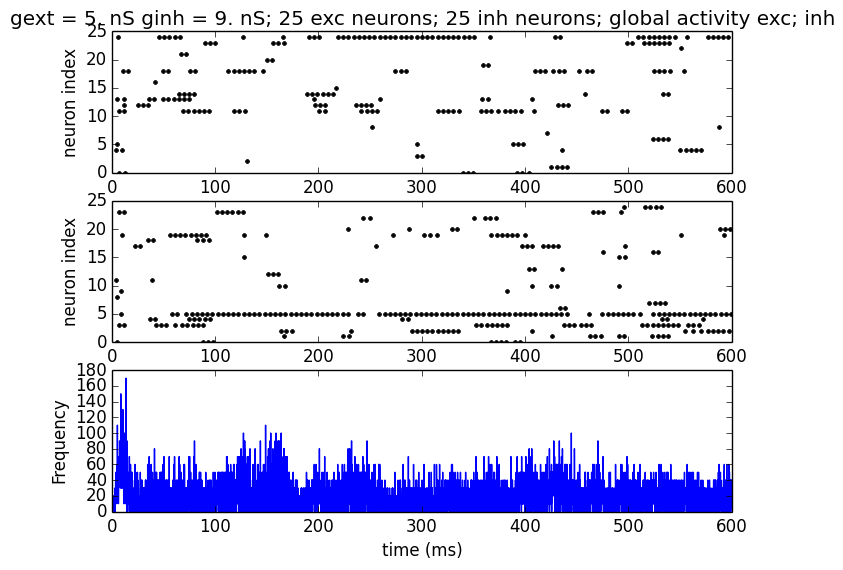 gext = 5. nS ginh = 9. nS; 25 exc neurons; 25 inh neurons; global activity exc; inh
25
20
15
10
5
0
neuron index
0 100 200 300 400 500 600
25
20
15
10
5
0
neuron index
0 100 200 300 400 500 600
180
160
140
120
100
80
60
40
20
0
Frequency
0 100 200 300 400 500 600
time (ms)